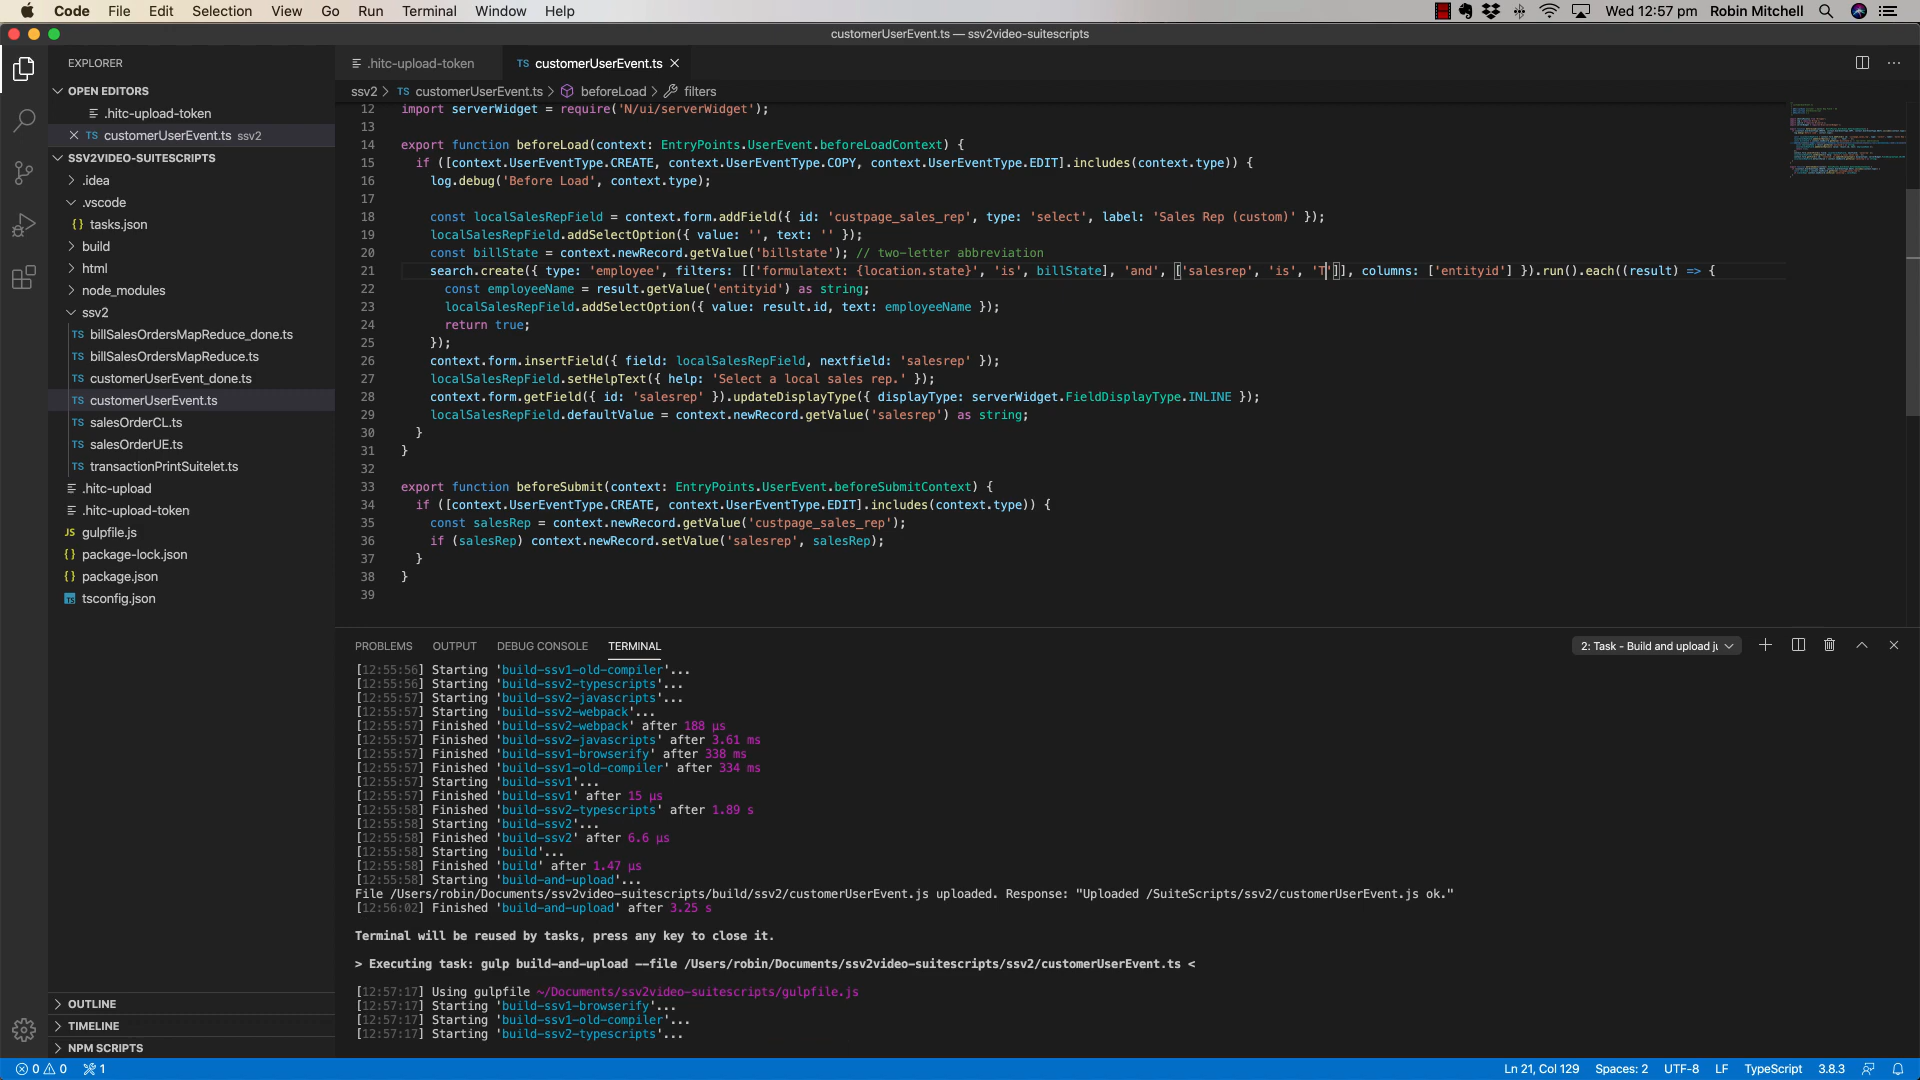 Code File Edit Selection View Go Run Terminal Window Help
Wed 12:57 pm Robin Mitchell
customerUserEvent.ts — ssv2video-suitescripts
EXPLORER
OPEN EDITORS
.hitc-upload-token
customerUserEvent.ts ssv2
SSV2VIDEO-SUITESCRIPTS
.idea
.vscode
{} tasks.json
build
html
node_modules
ssv2
TS billSalesOrdersMapReduce_done.ts
TS billSalesOrdersMapReduce.ts
TS customerUserEvent_done.ts
TS customerUserEvent.ts
TS salesOrderCL.ts
TS salesOrderUE.ts
TS transactionPrintSuitelet.ts
.hitc-upload
.hitc-upload-token
JS gulpfile.js
{} package-lock.json
{} package.json
tsconfig.json
OUTLINE
TIMELINE
NPM SCRIPTS
.hitc-upload-token
TS customerUserEvent.ts
ssv2 > TS customerUserEvent.ts > beforeLoad > filters
12 import serverWidget = require('N/ui/serverWidget');
13
14 export function beforeLoad(context: EntryPoints.UserEvent.beforeLoadContext) {
15 if ([context.UserEventType.CREATE, context.UserEventType.COPY, context.UserEventType.EDIT].includes(context.type)) {
16 log.debug('Before Load', context.type);
17
18 const localSalesRepField = context.form.addField({ id: 'custpage_sales_rep', type: 'select', label: 'Sales Rep (custom)' });
19 localSalesRepField.addSelectOption({ value: '', text: '' });
20 const billState = context.newRecord.getValue('billstate'); // two-letter abbreviation
21 search.create({ type: 'employee', filters: [['formulatext: {location.state}', 'is', billState], 'and', ['salesrep', 'is', 'T']], columns: ['entityid'] }).run().each((result) => {
22 const employeeName = result.getValue('entityid') as string;
23 localSalesRepField.addSelectOption({ value: result.id, text: employeeName });
24 return true;
25 });
26 context.form.insertField({ field: localSalesRepField, nextfield: 'salesrep' });
27 localSalesRepField.setHelpText({ help: 'Select a local sales rep.' });
28 context.form.getField({ id: 'salesrep' }).updateDisplayType({ displayType: serverWidget.FieldDisplayType.INLINE });
29 localSalesRepField.defaultValue = context.newRecord.getValue('salesrep') as string;
30 }
31 }
32
33 export function beforeSubmit(context: EntryPoints.UserEvent.beforeSubmitContext) {
34 if ([context.UserEventType.CREATE, context.UserEventType.EDIT].includes(context.type)) {
35 const salesRep = context.newRecord.getValue('custpage_sales_rep');
36 if (salesRep) context.newRecord.setValue('salesrep', salesRep);
37 }
38 }
39
PROBLEMS OUTPUT DEBUG CONSOLE TERMINAL
2: Task - Build and upload
[12:55:56] Starting 'build-ssv1-old-compiler'...
[12:55:56] Starting 'build-ssv2-typescripts'...
[12:55:57] Starting 'build-ssv2-javascripts'...
[12:55:57] Starting 'build-ssv2-webpack'...
[12:55:57] Finished 'build-ssv2-webpack' after 188 μs
[12:55:57] Finished 'build-ssv2-javascripts' after 3.61 ms
[12:55:57] Finished 'build-ssv1-browserify' after 338 ms
[12:55:57] Finished 'build-ssv1-old-compiler' after 334 ms
[12:55:57] Starting 'build-ssv1'...
[12:55:57] Finished 'build-ssv1' after 15 μs
[12:55:58] Finished 'build-ssv2-typescripts' after 1.89 s
[12:55:58] Starting 'build-ssv2'...
[12:55:58] Finished 'build-ssv2' after 6.6 μs
[12:55:58] Starting 'build'...
[12:55:58] Finished 'build' after 1.47 μs
[12:55:58] Starting 'build-and-upload'...
File /Users/robin/Documents/ssv2video-suitescripts/build/ssv2/customerUserEvent.js uploaded. Response: "Uploaded /SuiteScripts/ssv2/customerUserEvent.js ok."
[12:56:02] Finished 'build-and-upload' after 3.25 s
Terminal will be reused by tasks, press any key to close it.
> Executing task: gulp build-and-upload --file /Users/robin/Documents/ssv2video-suitescripts/ssv2/customerUserEvent.ts <
[12:57:17] Using gulpfile ~/Documents/ssv2video-suitescripts/gulpfile.js
[12:57:17] Starting 'build-ssv1-browserify'...
[12:57:17] Starting 'build-ssv1-old-compiler'...
[12:57:17] Starting 'build-ssv2-typescripts'...
0 0 1
Ln 21, Col 129 Spaces: 2 UTF-8 LF TypeScript 3.8.3